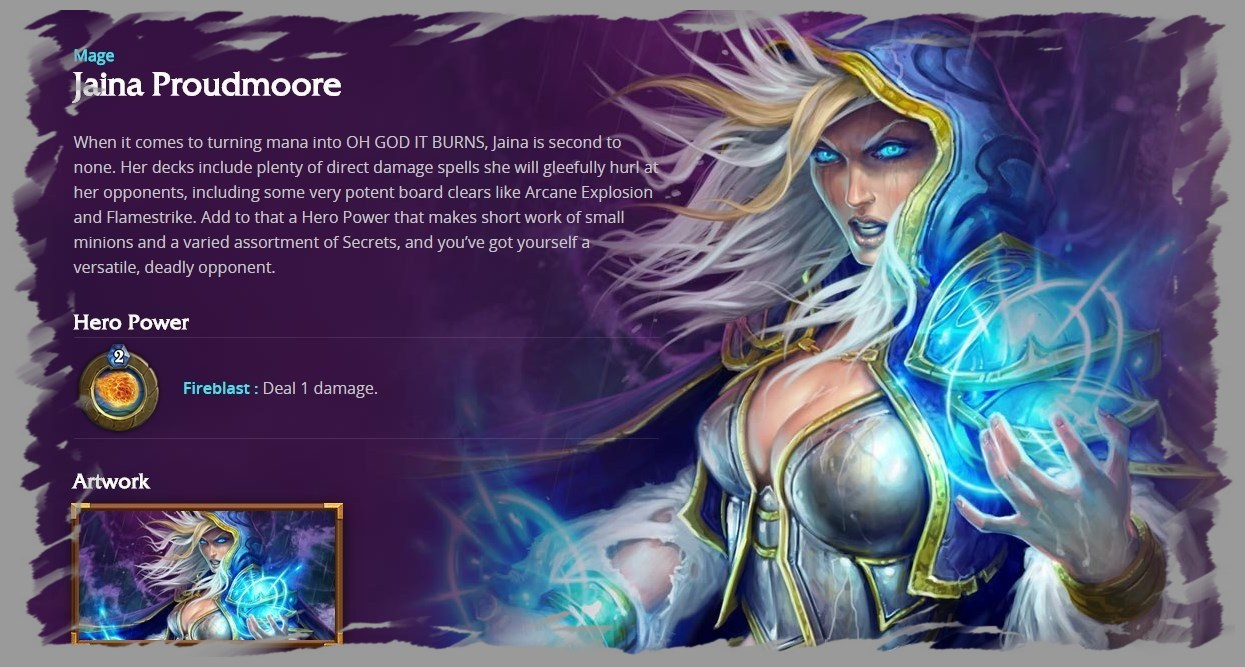 Mage
Jaina Proudmoore
When it comes to turning mana into OH GOD IT BURNS, Jaina is second to
none. Her decks include plenty of direct damage spells she will gleefully hurl at
her opponents, including some very potent board clears like Arcane Explosion
and Flamestrike. Add to that a Hero Power that makes short work of small
minions and a varied assortment of Secrets, and you’ve got yourself a
versatile, deadly opponent.
Hero Power
2
Fireblast : Deal 1 damage.
Artwork